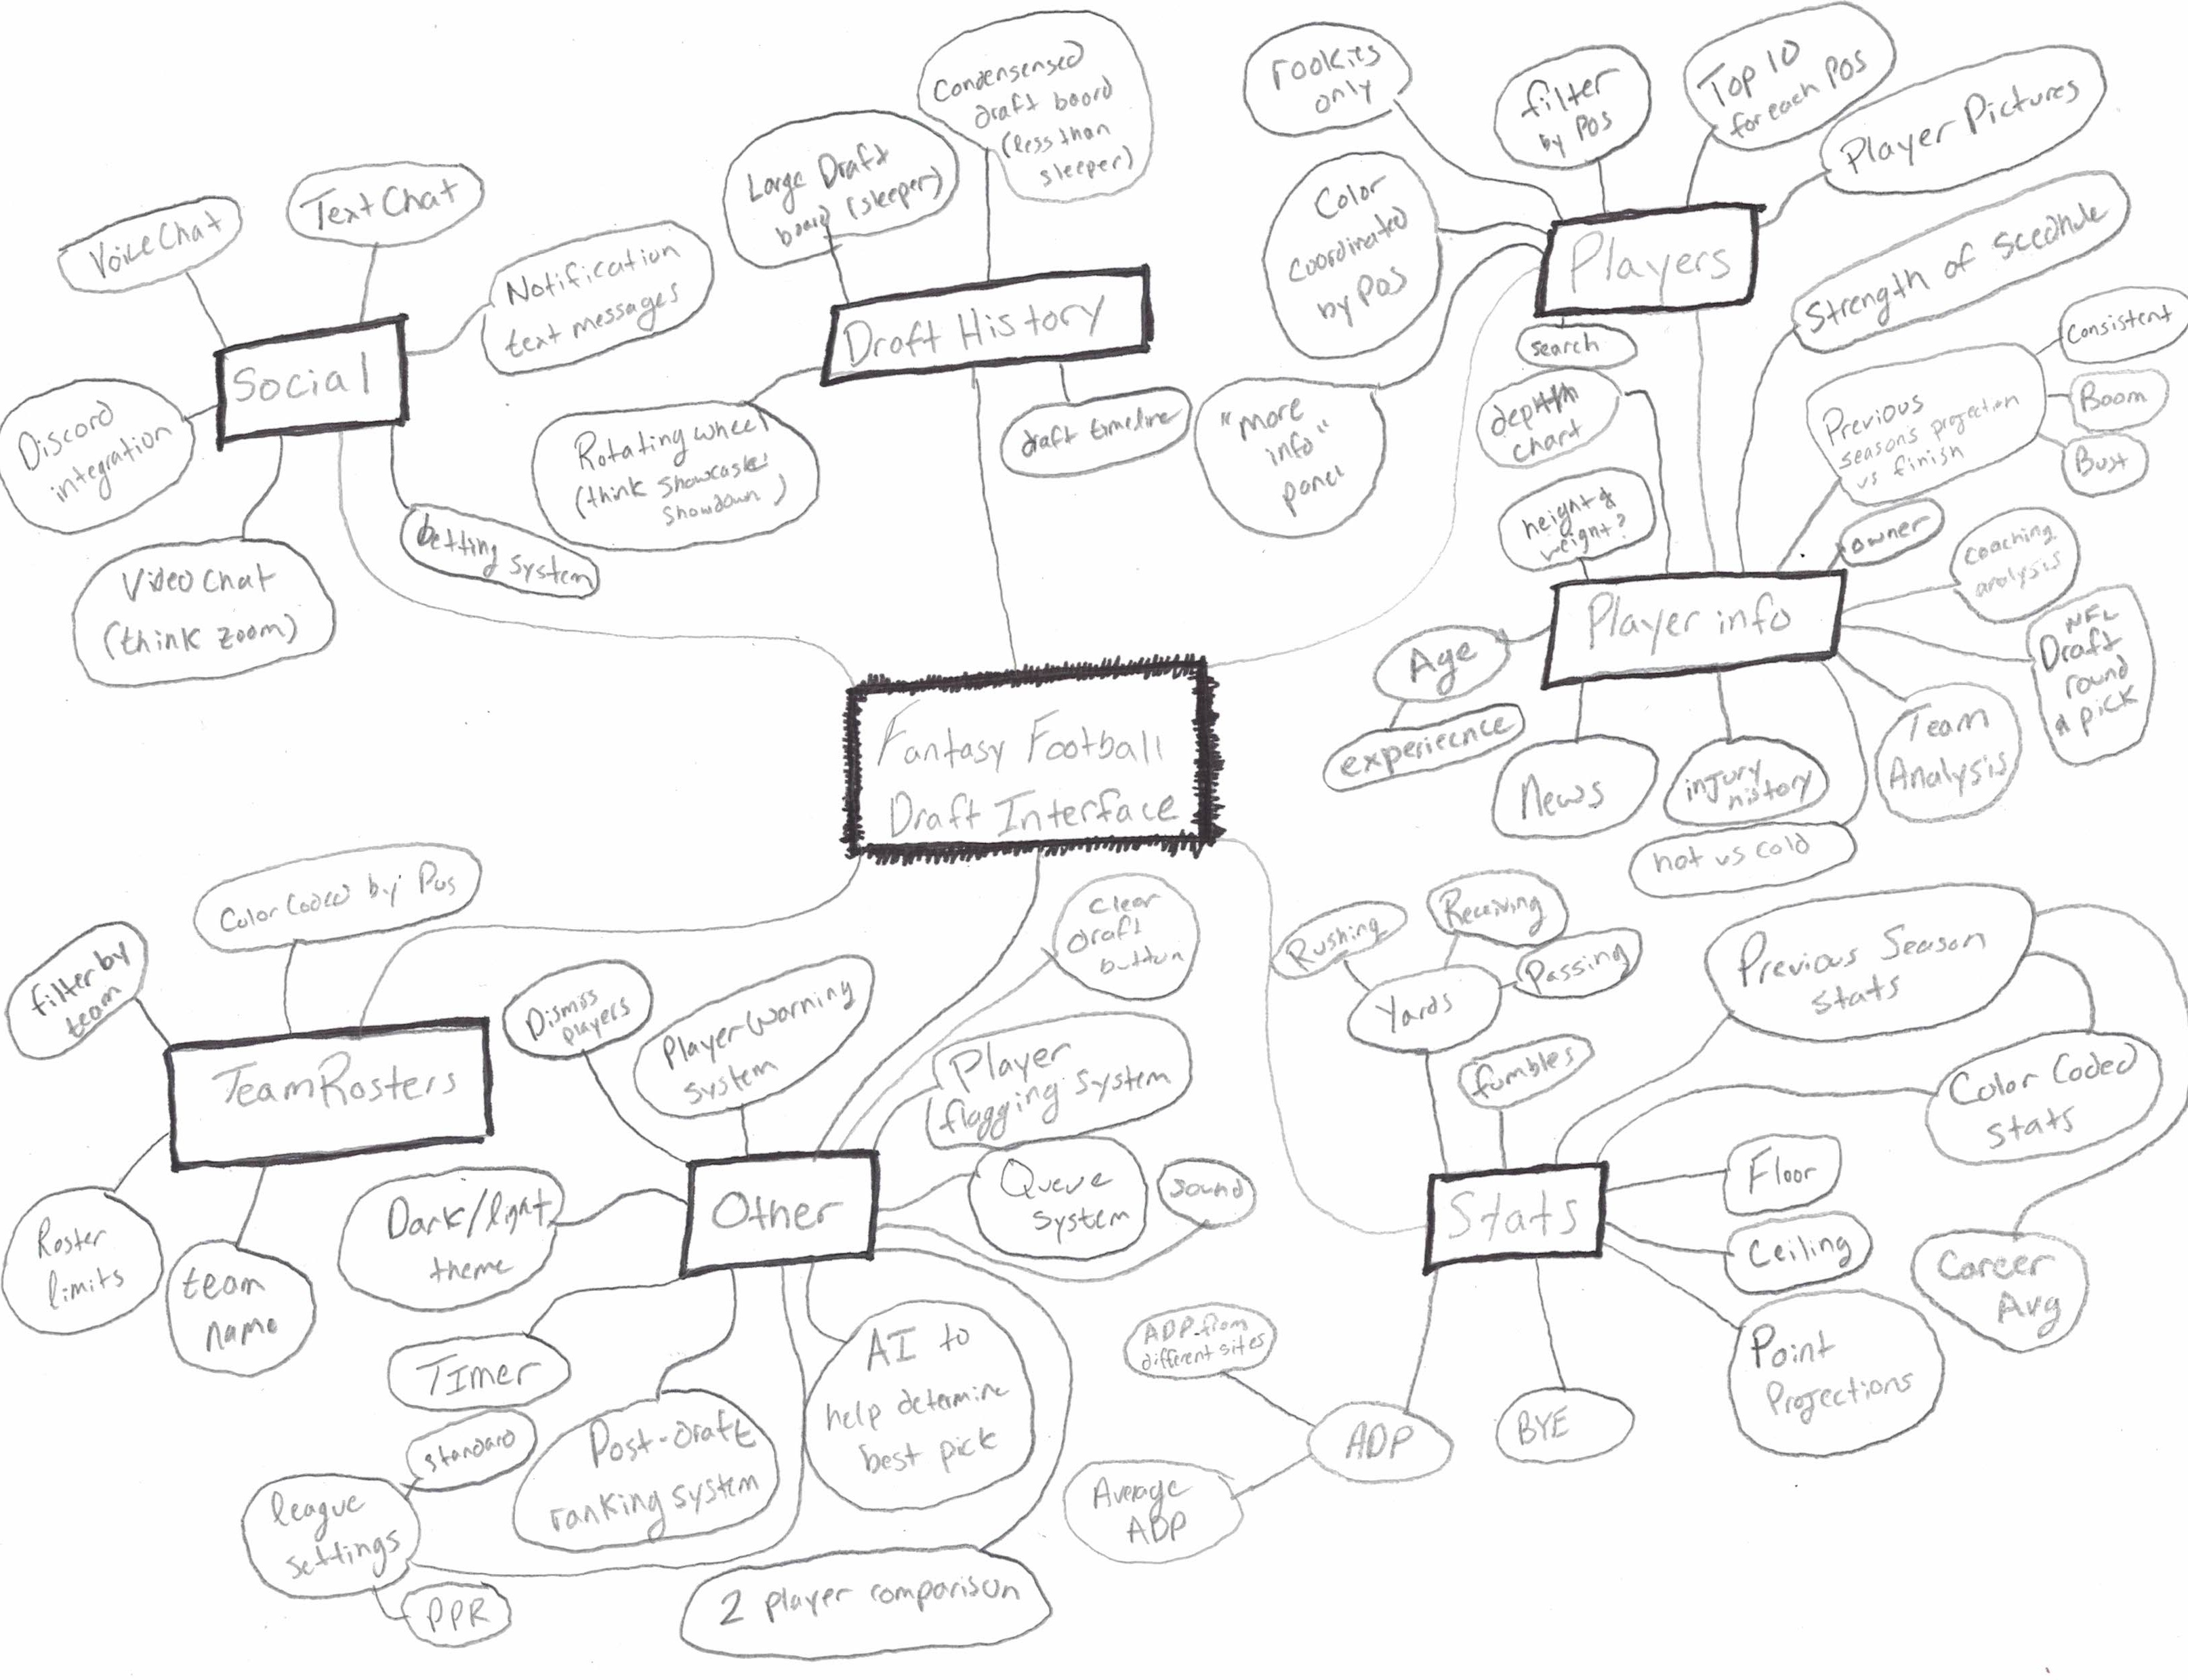 Voice Chat
Text Chat
Notification
text messages
Social
Discord
integration
Video Chat
(think zoom)
betting system
Large Draft
board (sleeper)
Condensensed
draft board
(less than
sleeper)
Draft History
Rotating wheel
(think showcase
showdown)
draft timeline
rookies
only
filter
by POS
Top 10
for each POS
Player Pictures
Color
coordinated
by POS
Players
"more
info"
panel
search
Strength of Scedhule
depth
chart
Previous
seasons projection
vs finish
Consistent
Boom
Bust
height &
weight?
owner
coaching
analysis
Player info
NFL
Draft
round
& pick
Age
experiecnce
News
injury
history
Team
Analysis
hot vs cold
Fantasy Football
Draft Interface
Color Coded by Pos
filter by
team
Team Rosters
Roster
limits
team
name
Dismiss
players
Player Warning
system
clear
draft
button
Player
flagging system
Queue
System
sound
Other
Dark/light
theme
Timer
Post-draft
ranking system
AI to
help determine
best pick
standard
league
settings
PPR
2 player comparison
Rushing
Receiving
Passing
Yards
fumbles
Previous Season
stats
Color Coded
stats
Stats
Floor
Ceiling
Career
Avg
Point
Projections
BYE
ADP from
different sites
ADP
Average
ADP